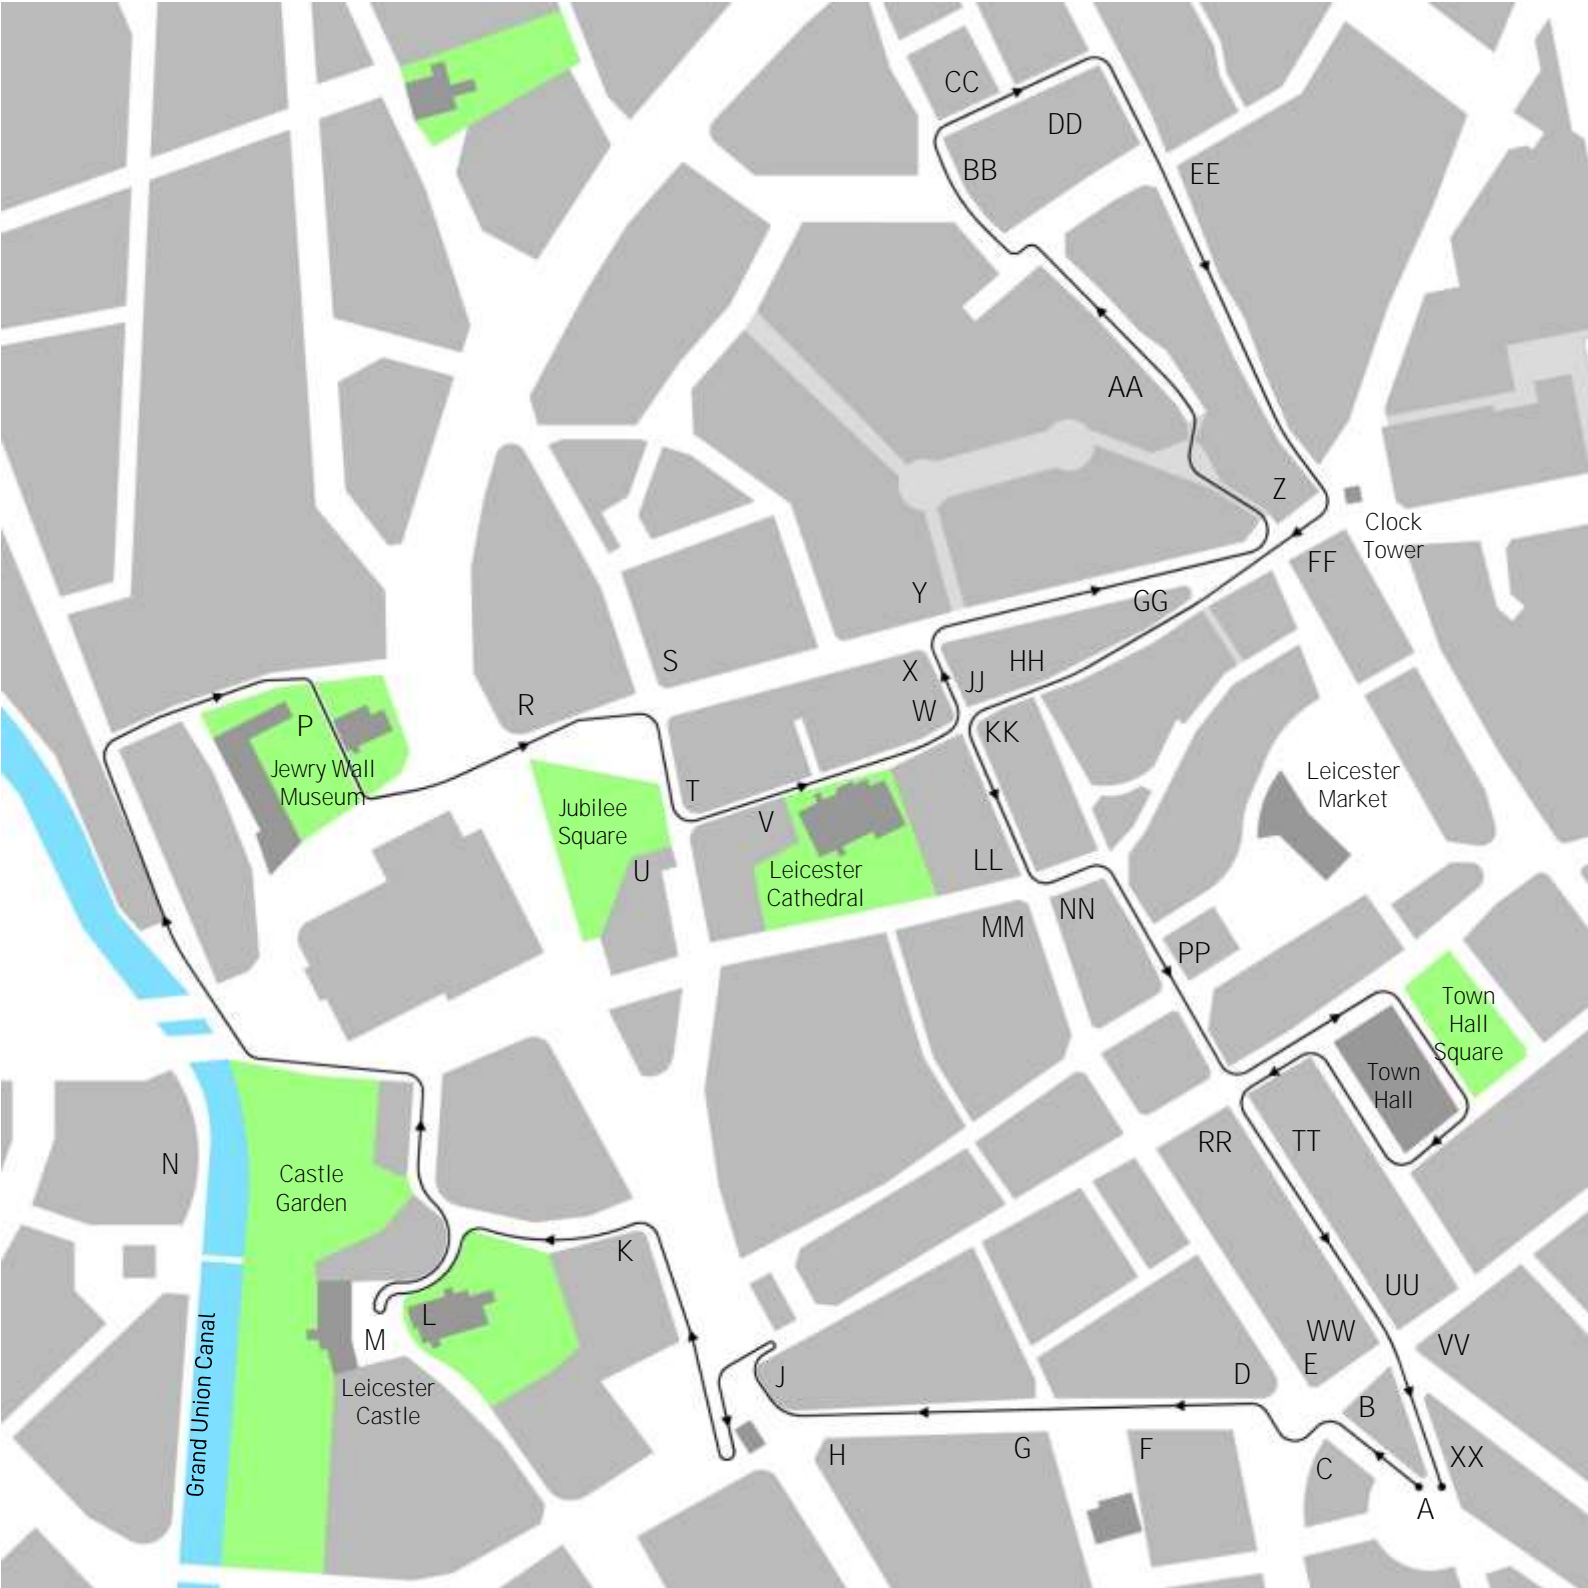 CC
DD
BB
EE
AA
Z
Clock
Tower
FF
Y
GG
S
X
HH
JJ
R
W
P
KK
Jewry Wall
Museum
T
Leicester
Market
Jubilee
Square
V
U
Leicester
Cathedral
LL
MM
NN
PP
Town
Hall
Square
Town
Hall
N
Castle
Garden
RR
TT
K
UU
L
M
WW
VV
E
J
D
Leicester
Castle
B
Grand Union Canal
H
G
F
C
XX
A